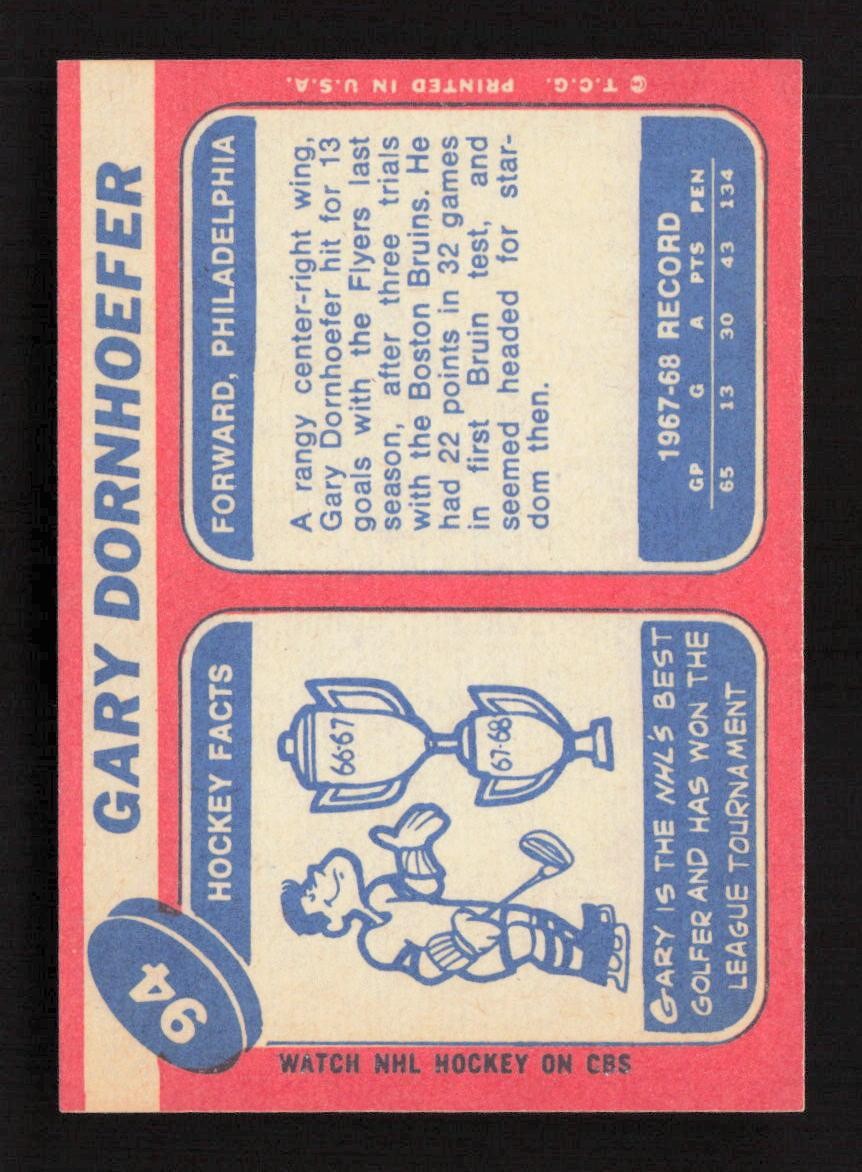 94
GARY DORNHOEFER
HOCKEY FACTS
66-67
67-68
GARY IS THE NHL'S BEST
GOLFER AND HAS WON THE
LEAGUE TOURNAMENT
WATCH NHL HOCKEY ON CBS
FORWARD, PHILADELPHIA
A rangy center-right wing,
Gary Dornhoefer hit for 13
goals with the Flyers last
season, after three trials
with the Boston Bruins. He
had 22 points in 32 games
in first Bruin test, and
seemed headed for star-
dom then.
1967-68 RECORD
GP G A PTS PEN
65 13 30 43 134
© T.C.G. PRINTED IN U.S.A.